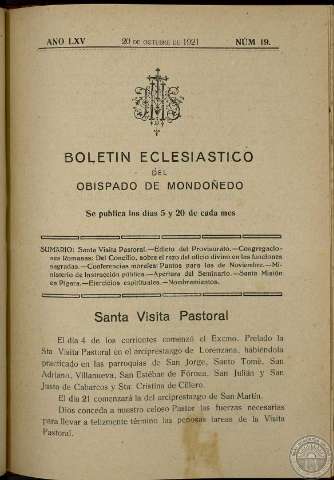 AÑO LXV 20 DE OCTUBRE DE 1921 NÚM 19.
BOLETIN ECLESIASTICO
DEL
OBISPADO DE MONDOÑEDO
Se publica los días 5 y 20 de cada mes
SUMARIO: Santa Visita Pastoral.—Edicto del Provisorato.—Congregacio-
nes Romanas: Del Concilio, sobre el rezo del oficio divino en las funciones
sagradas.—Conferencias morales: Puntos para las de Noviembre.—Mi-
nisterio de Instrucción pública.—Apertura del Seminario.—Santa Misión
en Pígara.—Ejercicios espirituales.—Nombramientos.
Santa Visita Pastoral
El día 4 de los corrientes comenzó el Excmo. Prelado la
Sta. Visita Pastoral en el arciprestazgo de Lorenzana, habiéndola
practicado en las parroquias de San Jorge, Santo Tomé, San
Adriano, Villanueva, San Estéban de Oirán, San Julián y San
Justo de Cabarcos y Sta. Cristina de Cillero.
El día 21 comenzará la del arciprestazgo de San Martín.
Dios conceda a nuestro celoso Pastor las fuerzas necesarias
para llevar a felizmente término las penosas tareas de la Visita
Pastoral.